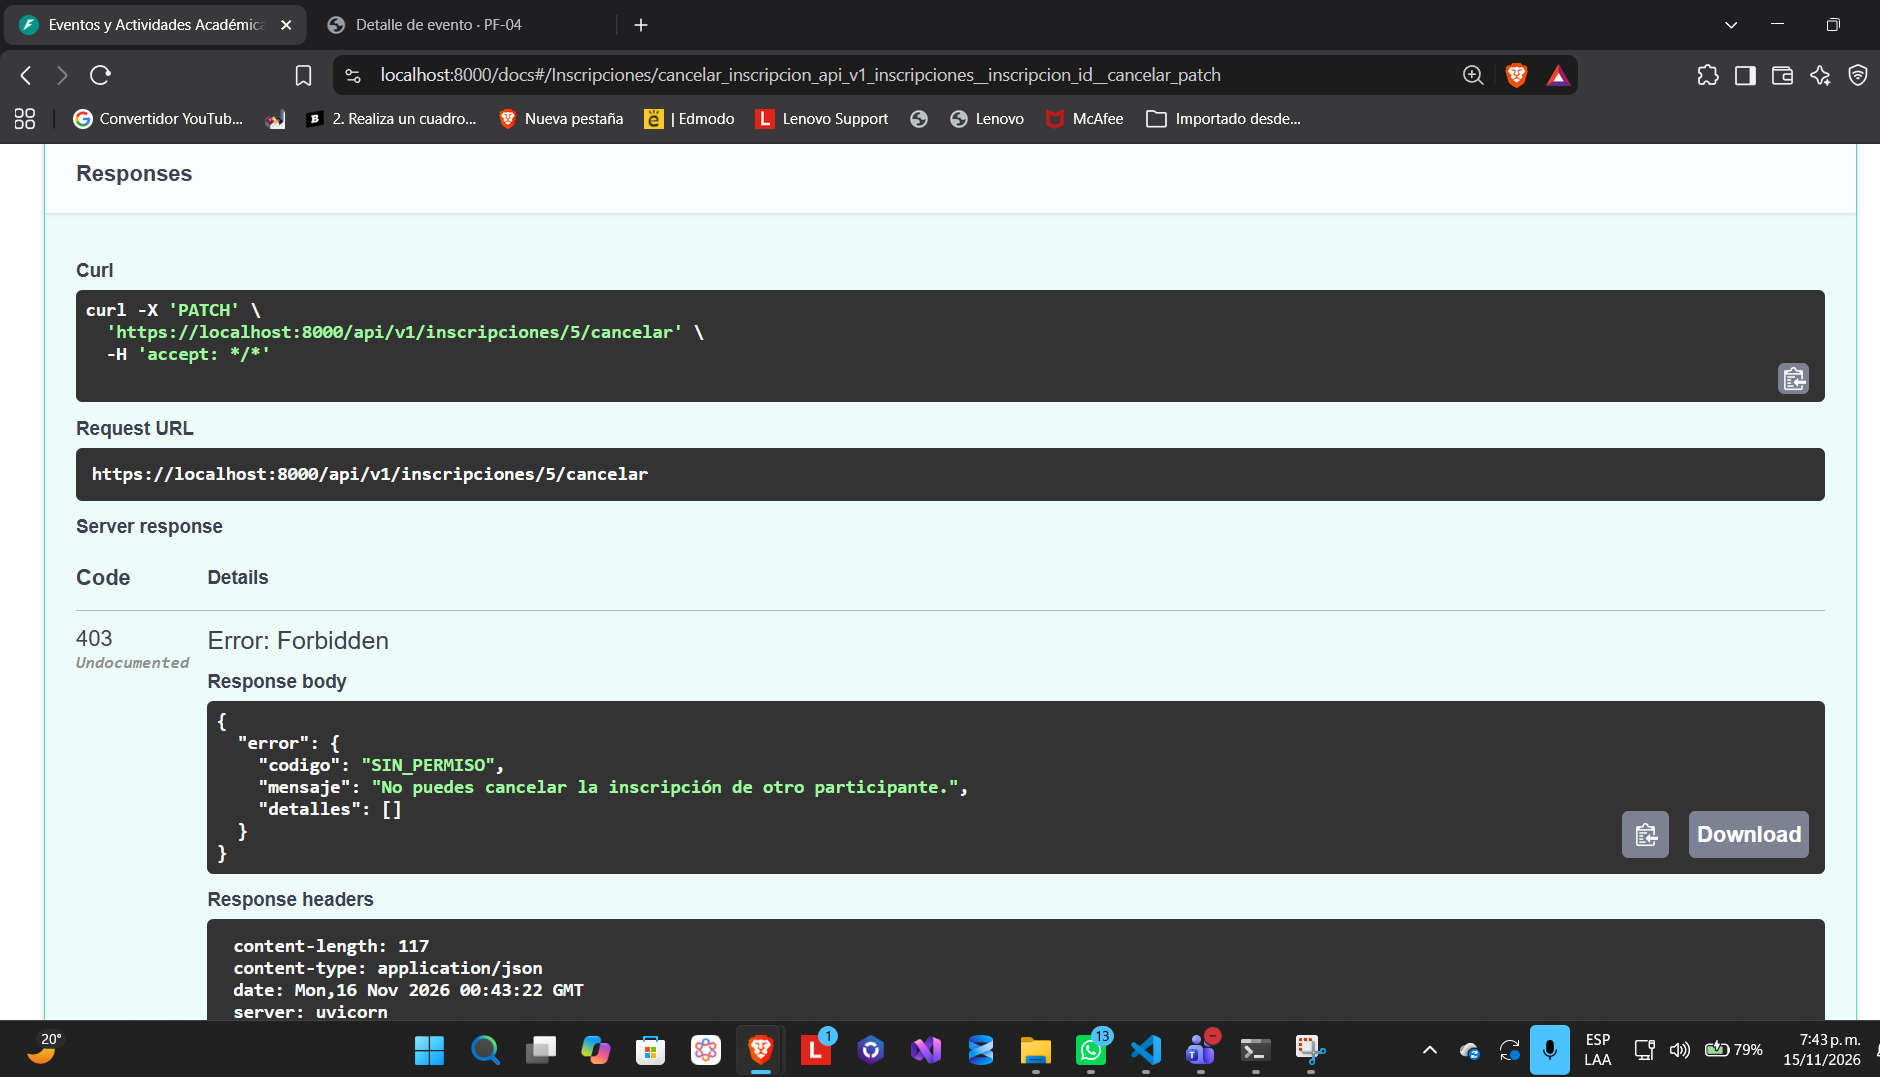 Eventos y Actividades Académica
Detalle de evento · PF-04
localhost:8000/docs#/Inscripciones/cancelar_inscripcion_api_v1_inscripciones__inscripcion_id__cancelar_patch
Convertidor YouTub...
2. Realiza un cuadro...
Nueva pestaña
| Edmodo
Lenovo Support
Lenovo
McAfee
Importado desde...
Responses
Curl
curl -X 'PATCH' \
'https://localhost:8000/api/v1/inscripciones/5/cancelar' \
-H 'accept: */*'
Request URL
https://localhost:8000/api/v1/inscripciones/5/cancelar
Server response
Code
Details
403
Undocumented
Error: Forbidden
Response body
{
"error": {
"codigo": "SIN_PERMISO",
"mensaje": "No puedes cancelar la inscripción de otro participante.",
"detalles": []
}
}
Download
Response headers
content-length: 117
content-type: application/json
date: Mon,16 Nov 2026 00:43:22 GMT
server: uvicorn
20°
1
13
ESP
LAA
79%
7:43 p. m.
15/11/2026